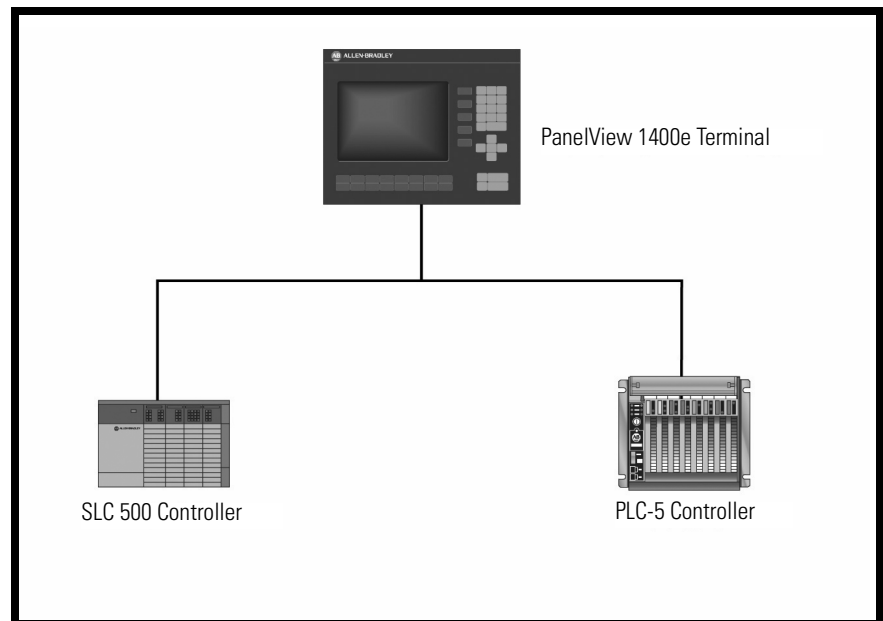 ALLEN-BRADLEY
PanelView 1400e Terminal
SLC 500 Controller
PLC-5 Controller